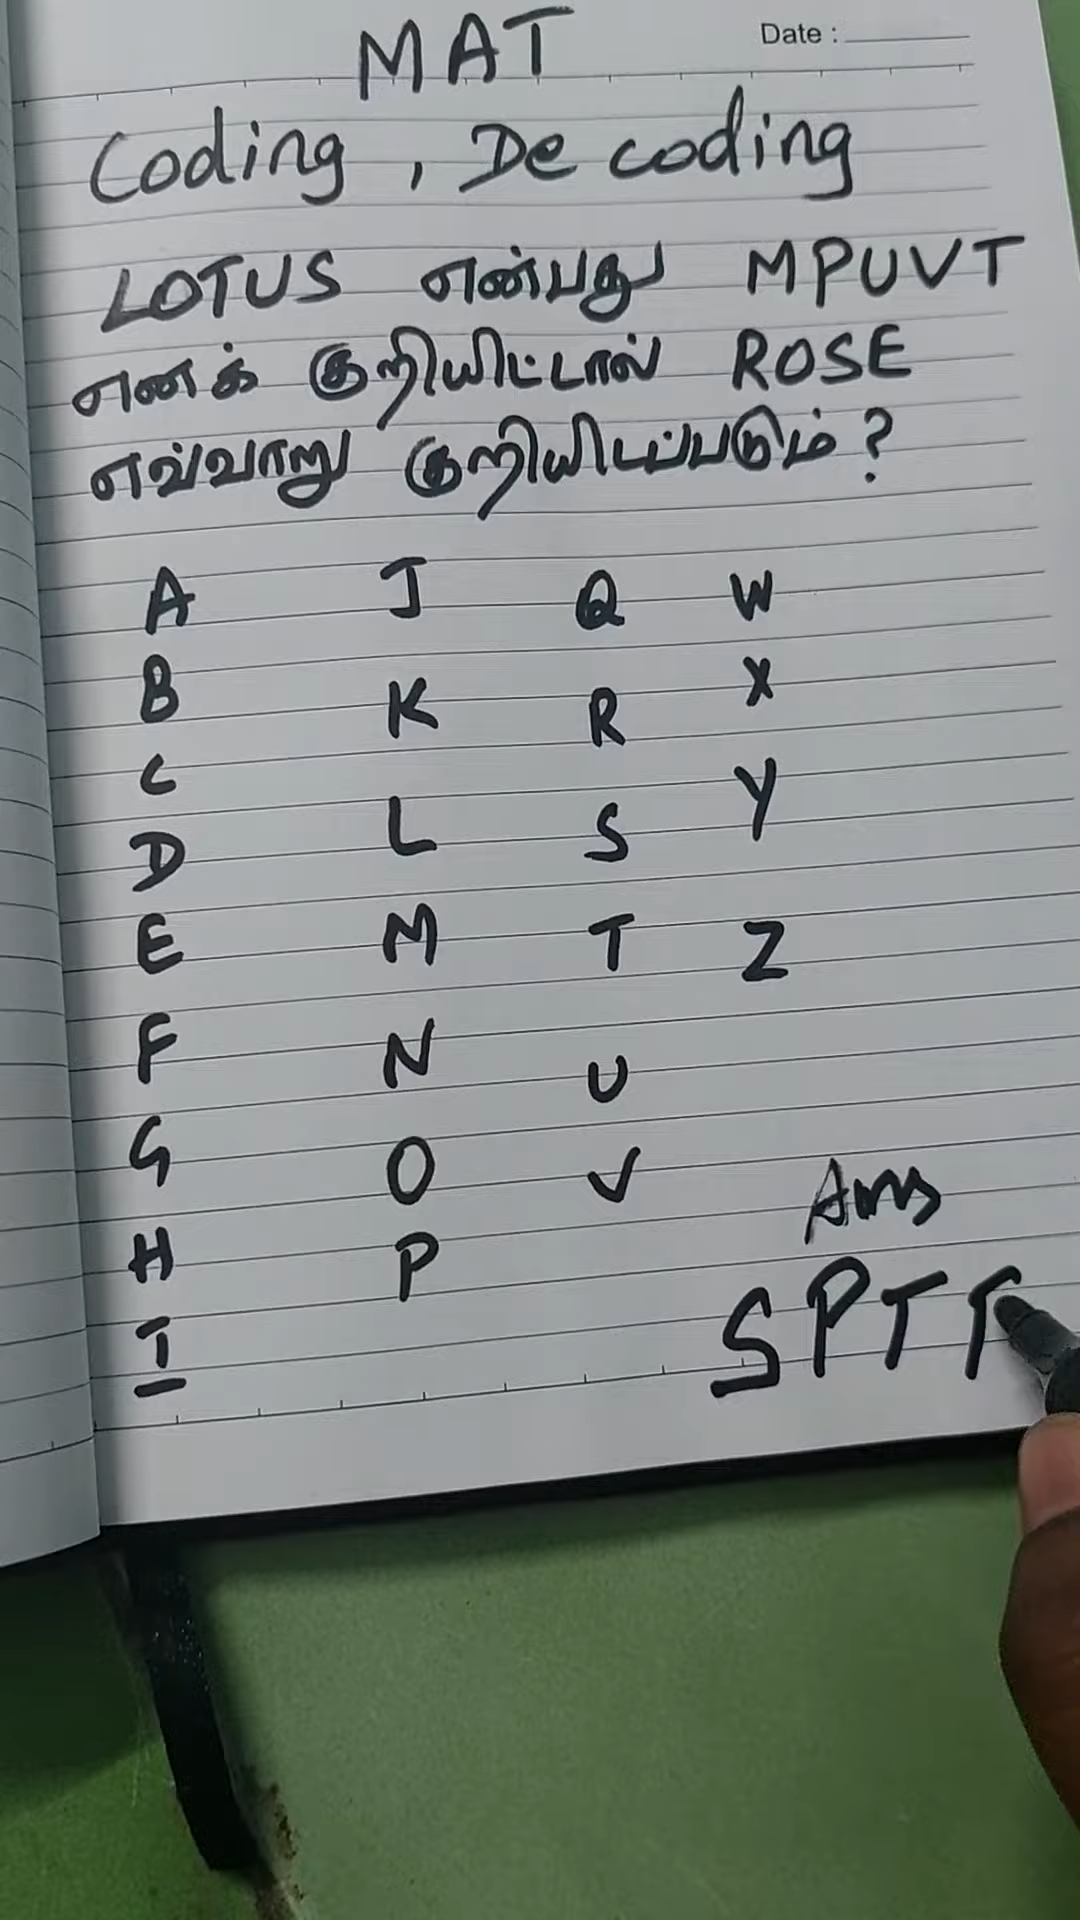 MAT
Date :
Coding , De coding
LOTUS என்பது MPUVT
எனக் குறியிட்டால் ROSE
எவ்வாறு குறியிடப்படும் ?
A J Q W
B K R X
C L S Y
D M T Z
E N U
F O V
G P
H
I
Ans
SPTF